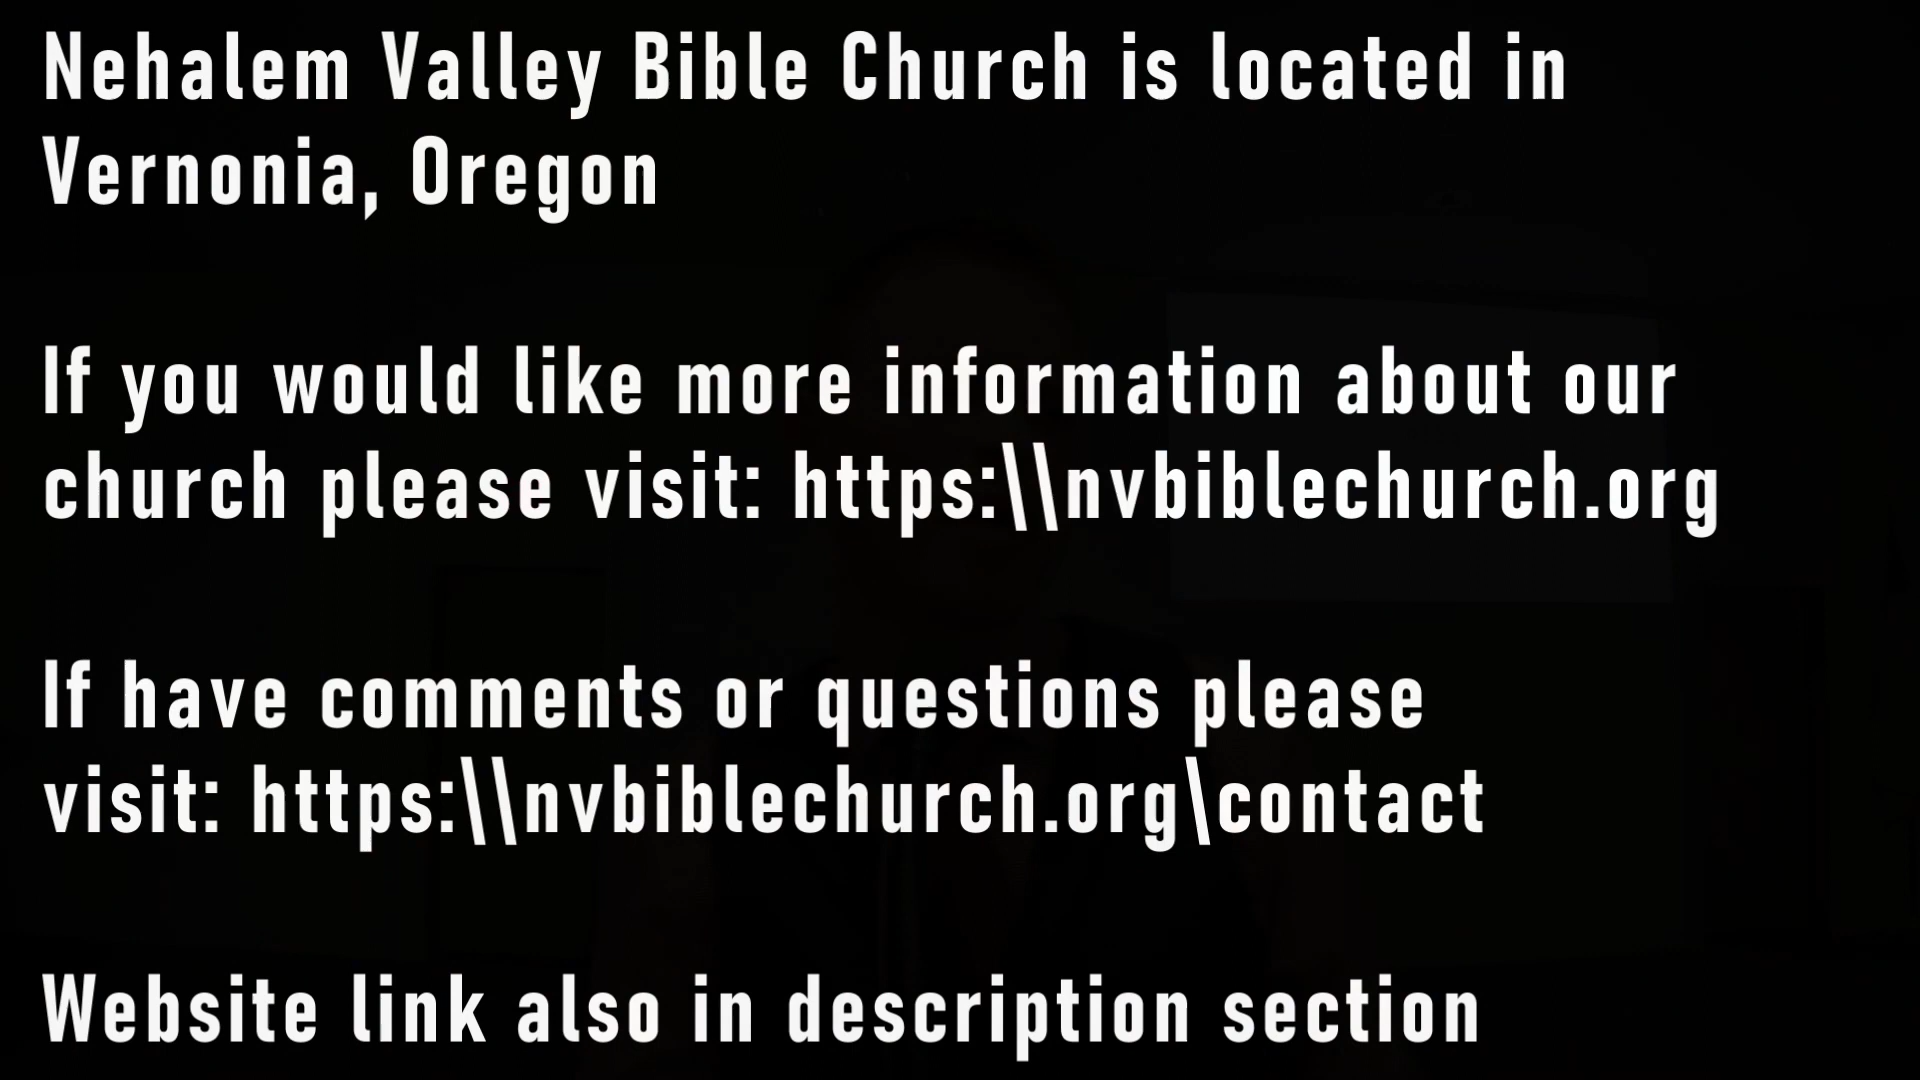 Nehalem Valley Bible Church is located in
Vernonia, Oregon
If you would like more information about our
church please visit: https:\\nvbiblechurch.org
If have comments or questions please
visit: https:\\nvbiblechurch.org\contact
Website link also in description section